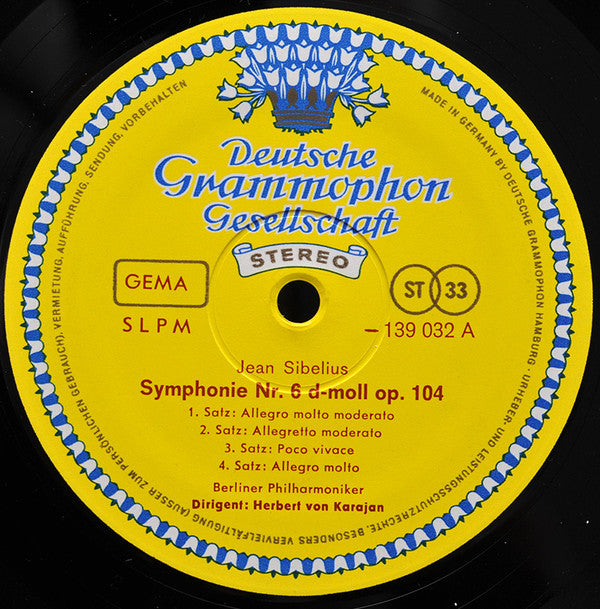 Deutsche
Grammophon
Gesellschaft
STEREO
GEMA
ST 33
SLPM
–139 032 A
Jean Sibelius
Symphonie Nr. 6 d-moll op. 104
1. Satz: Allegro molto moderato
2. Satz: Allegretto moderato
3. Satz: Poco vivace
4. Satz: Allegro molto
Berliner Philharmoniker
Dirigent: Herbert von Karajan
MADE IN GERMANY BY DEUTSCHE GRAMMOPHON HAMBURG · URHEBER- UND LEISTUNGSSCHUTZRECHTE, BESONDERS VERVIELFÄLTIGUNG (AUSSER ZUM PERSÖNLICHEN GEBRAUCH), VERMIETUNG, AUFFÜHRUNG, SENDUNG, VORBEHALTEN